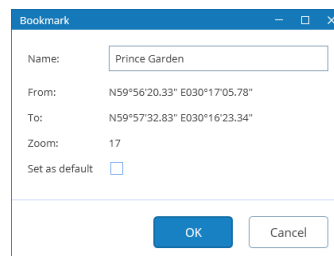 Bookmark
Name: Prince Garden
From: N59°56'20.33" E030°17'05.78"
To: N59°57'32.83" E030°16'23.34"
Zoom: 17
Set as default
OK Cancel